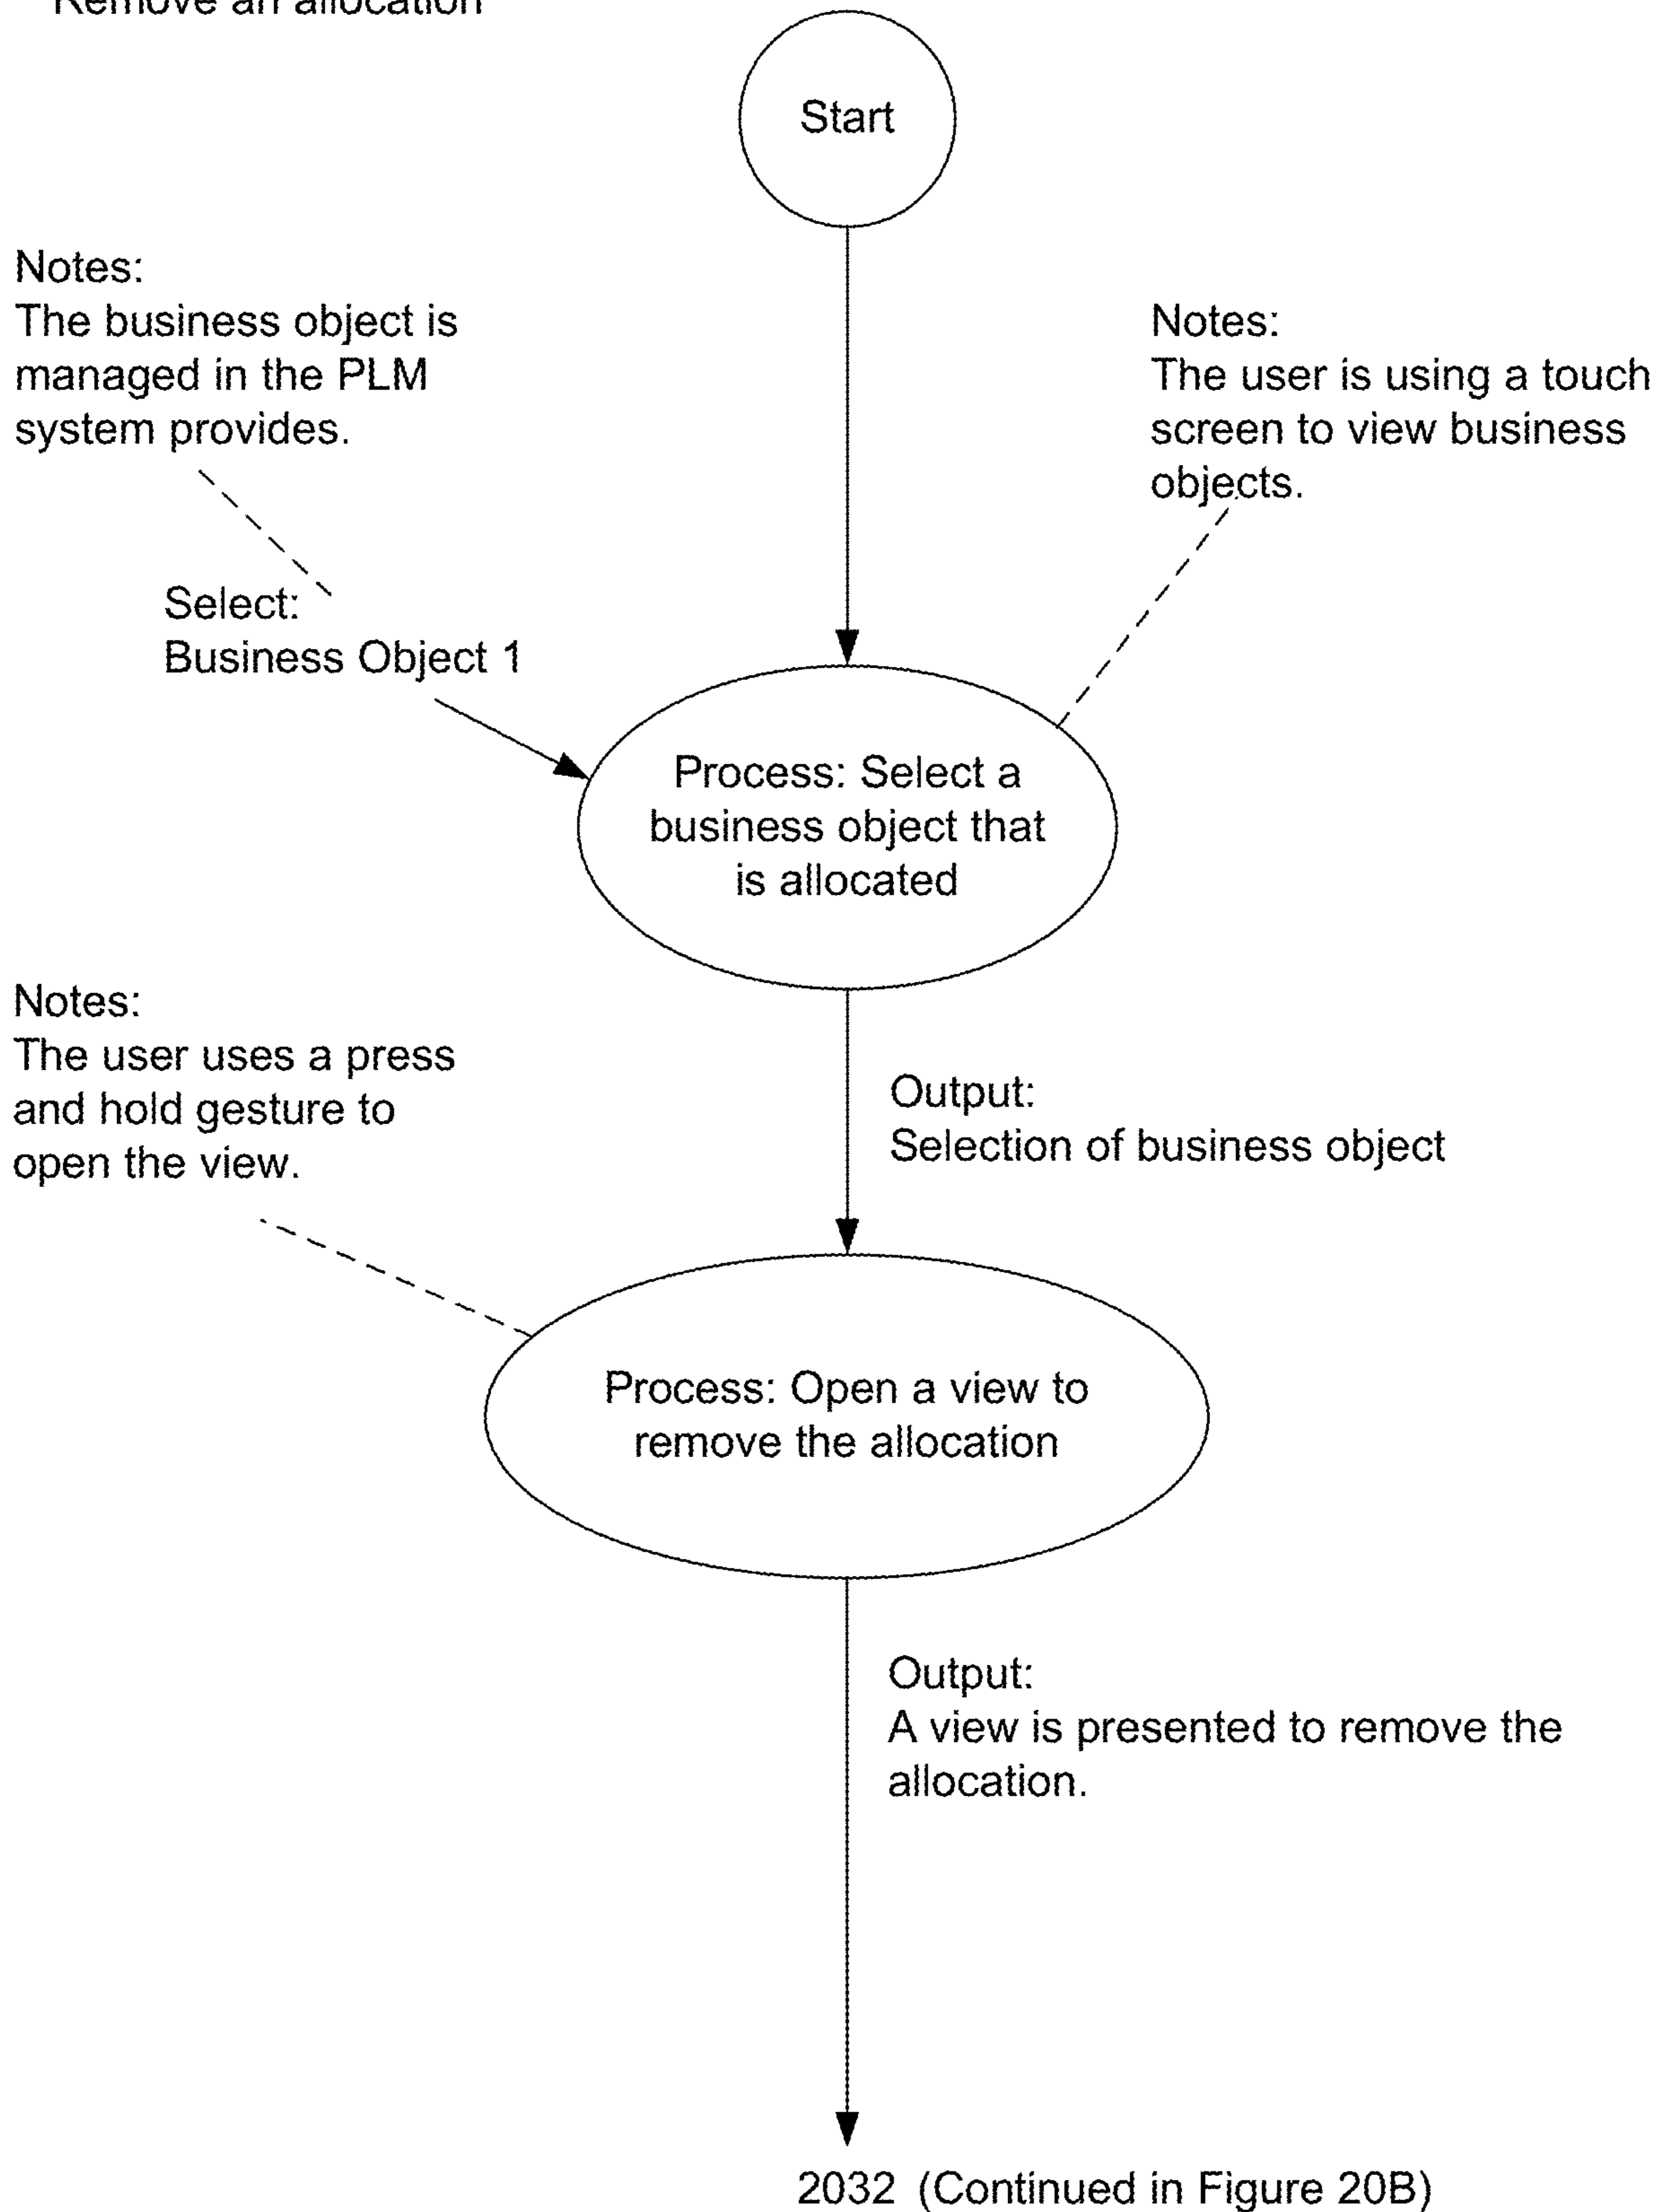 Remove an allocation
Start
Notes:
The business object is
managed in the PLM
system provides.
Notes:
The user is using a touch
screen to view business
objects.
Select:
Business Object 1
Process: Select a
business object that
is allocated
Notes:
The user uses a press
and hold gesture to
open the view.
Output:
Selection of business object
Process: Open a view to
remove the allocation
Output:
A view is presented to remove the
allocation.
2032 (Continued in Figure 20B)